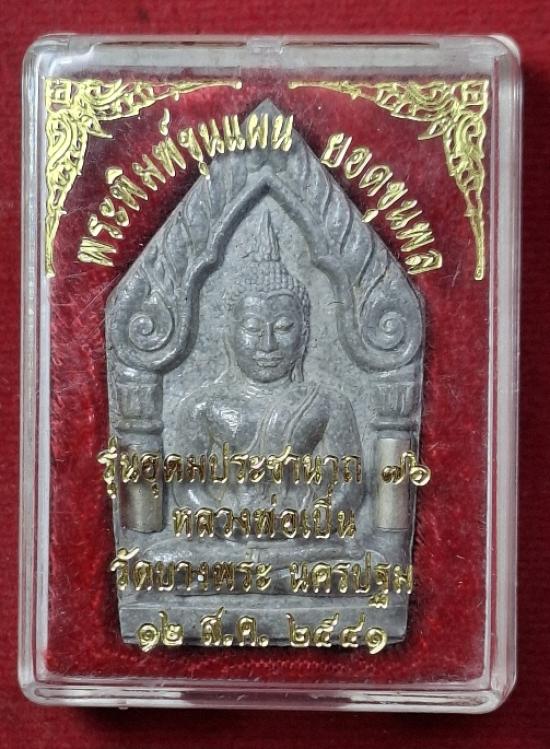 พระพิมพ์ขุนแผน ยอดขุนพล
รุ่นอุดมประชานาถ ๗๖
หลวงพ่อเปิ่น
วัดบางพระ นครปฐม
๑๒ ส.ค. ๒๕๔๑